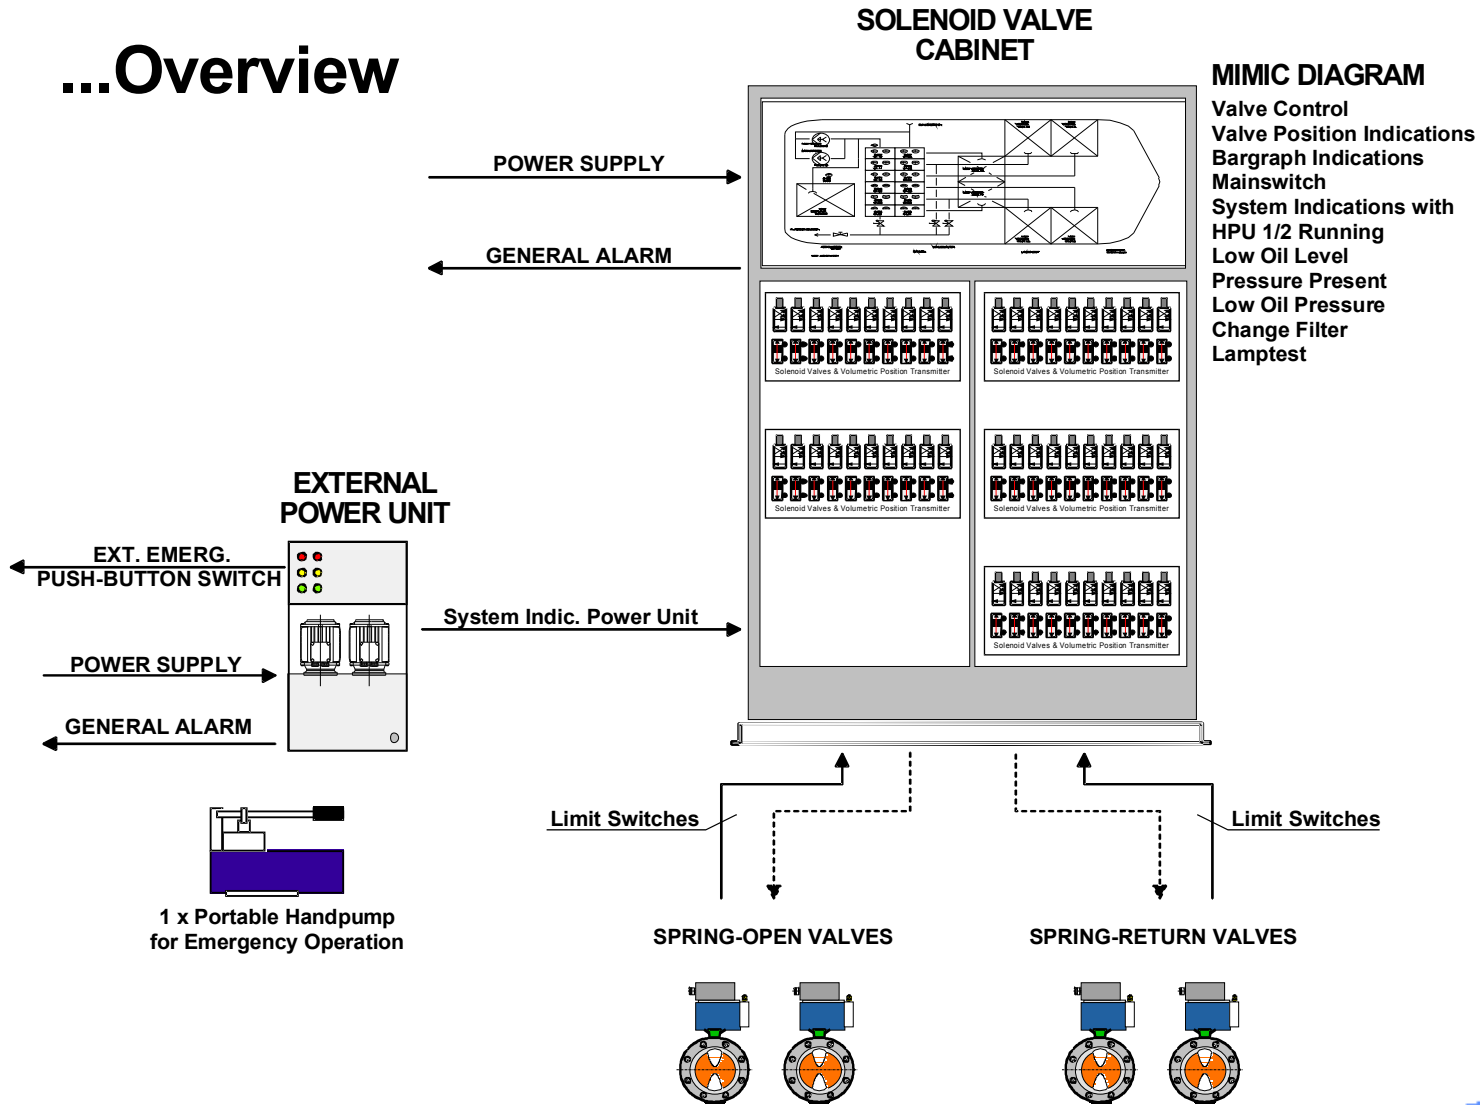 ...Overview
SOLENOID VALVE
CABINET
MIMIC DIAGRAM
Valve Control
Valve Position Indications
Bargraph Indications
Mainswitch
System Indications with
HPU 1/2 Running
Low Oil Level
Pressure Present
Low Oil Pressure
Change Filter
Lamptest
POWER SUPPLY
GENERAL ALARM
Solenoid Valves & Volumetric Position Transmitter
Solenoid Valves & Volumetric Position Transmitter
Solenoid Valves & Volumetric Position Transmitter
Solenoid Valves & Volumetric Position Transmitter
Solenoid Valves & Volumetric Position Transmitter
EXTERNAL
POWER UNIT
EXT. EMERG.
PUSH-BUTTON SWITCH
System Indic. Power Unit
POWER SUPPLY
GENERAL ALARM
1 x Portable Handpump
for Emergency Operation
Limit Switches
Limit Switches
SPRING-OPEN VALVES
SPRING-RETURN VALVES